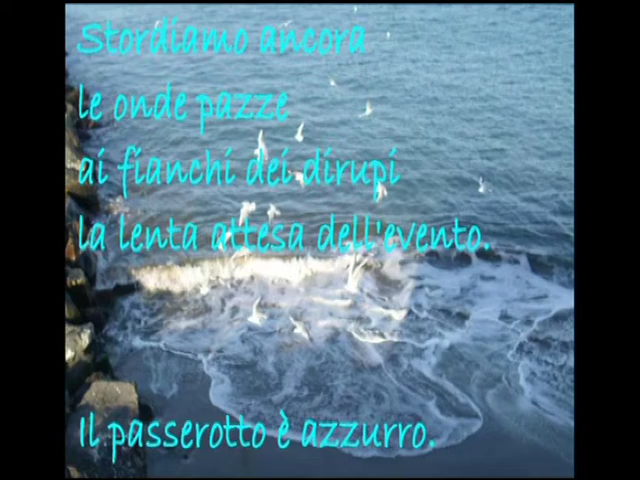 Stordiamo ancora
le onde pazze
ai fianchi dei dirupi
la lenta attesa dell'evento.
Il passerotto è azzurro.